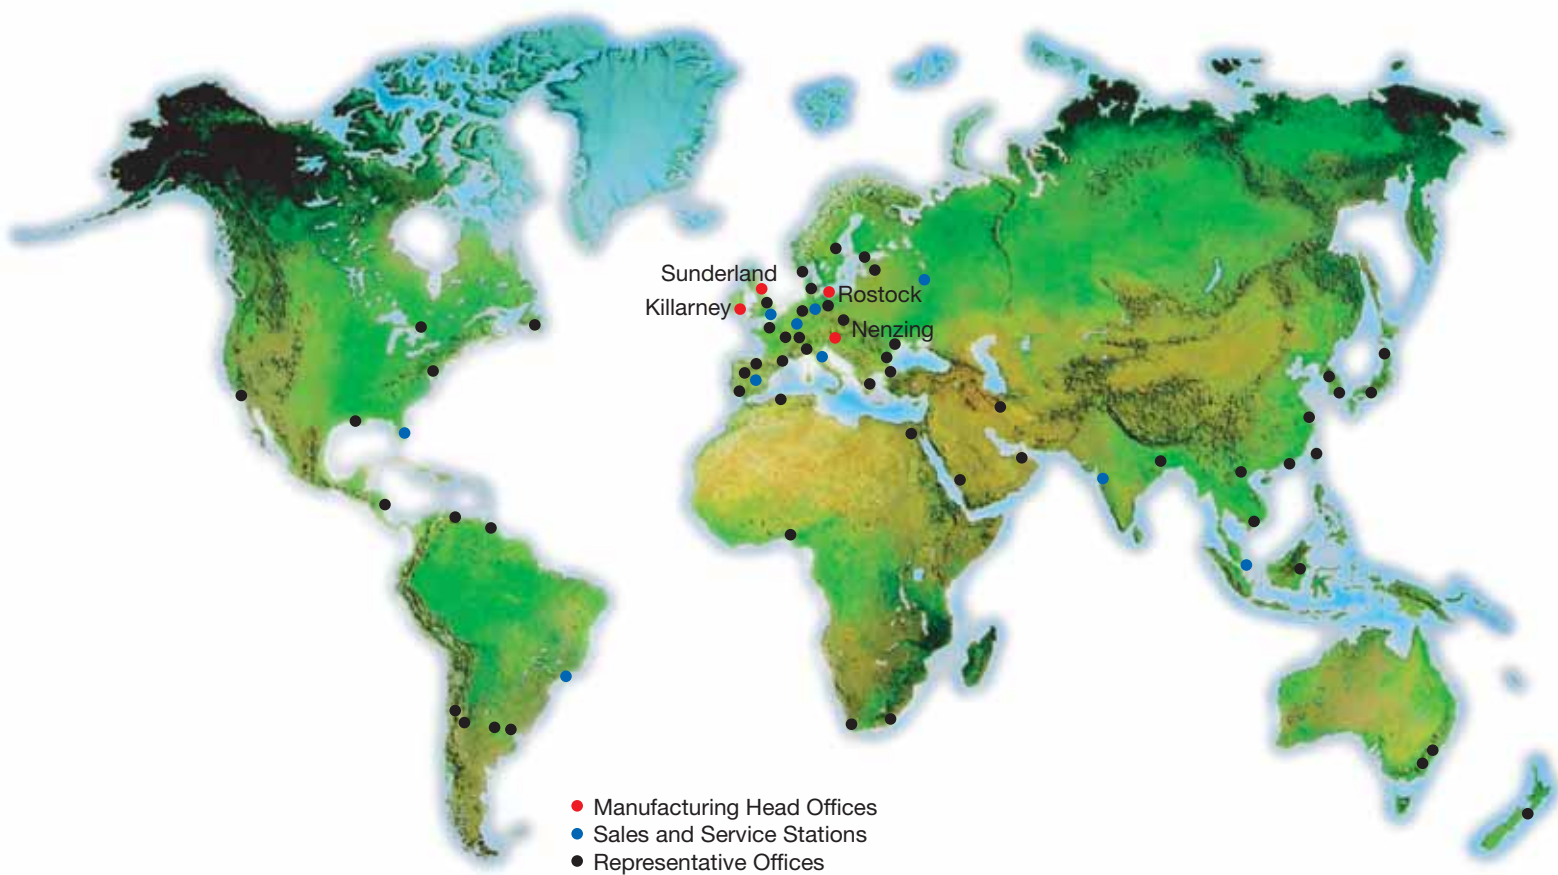 Sunderland
Killarney
Rostock
Nenzing
Manufacturing Head Offices
Sales and Service Stations
Representative Offices